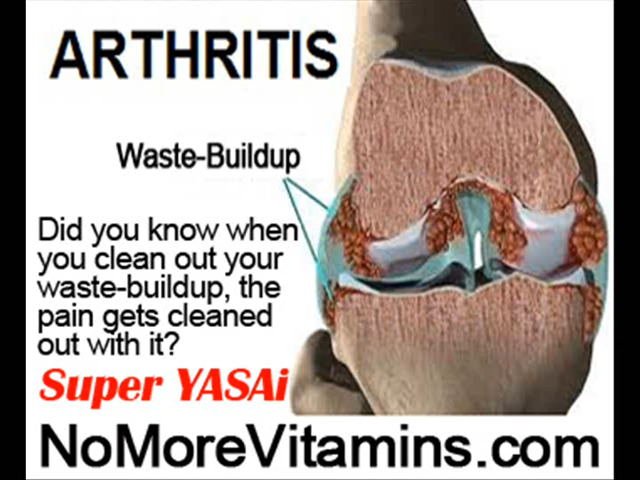 ARTHRITIS
Waste-Buildup
Did you know when
you clean out your
waste-buildup, the
pain gets cleaned
out with it?
Super YASAi
NoMoreVitamins.com